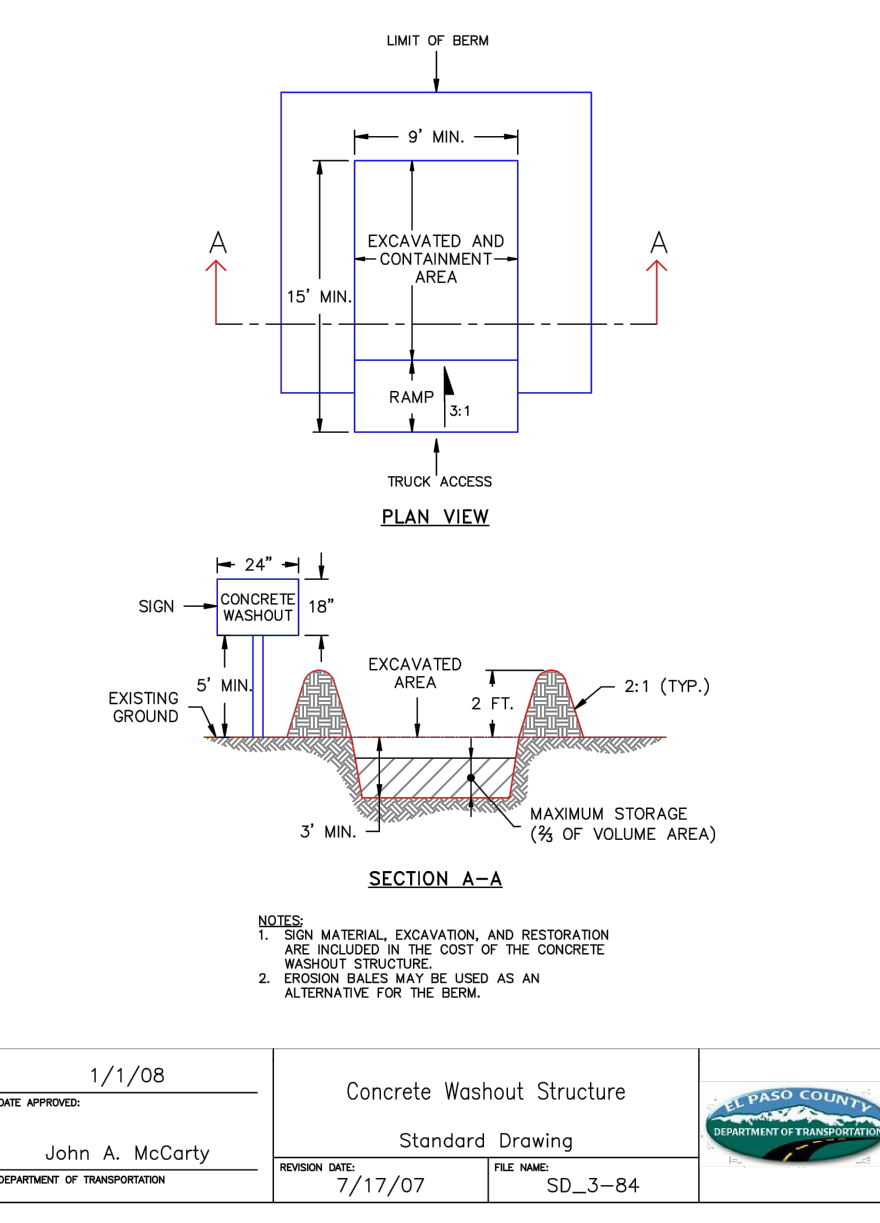 LIMIT OF BERM
9' MIN.
A
A
EXCAVATED AND
CONTAINMENT
AREA
15' MIN.
RAMP
3:1
TRUCK ACCESS
PLAN VIEW
24"
SIGN
CONCRETE
WASHOUT
18"
EXCAVATED
AREA
5' MIN.
2 FT.
2:1 (TYP.)
EXISTING
GROUND
MAXIMUM STORAGE
(⅔ OF VOLUME AREA)
3' MIN.
SECTION A-A
NOTES:
1. SIGN MATERIAL, EXCAVATION, AND RESTORATION
ARE INCLUDED IN THE COST OF THE CONCRETE
WASHOUT STRUCTURE.
2. EROSION BALES MAY BE USED AS AN
ALTERNATIVE FOR THE BERM.
1/1/08
DATE APPROVED:
John A. McCarty
DEPARTMENT OF TRANSPORTATION
Concrete Washout Structure
Standard Drawing
REVISION DATE:
7/17/07
FILE NAME:
SD_3-84
EL PASO COUNTY
DEPARTMENT OF TRANSPORTATION